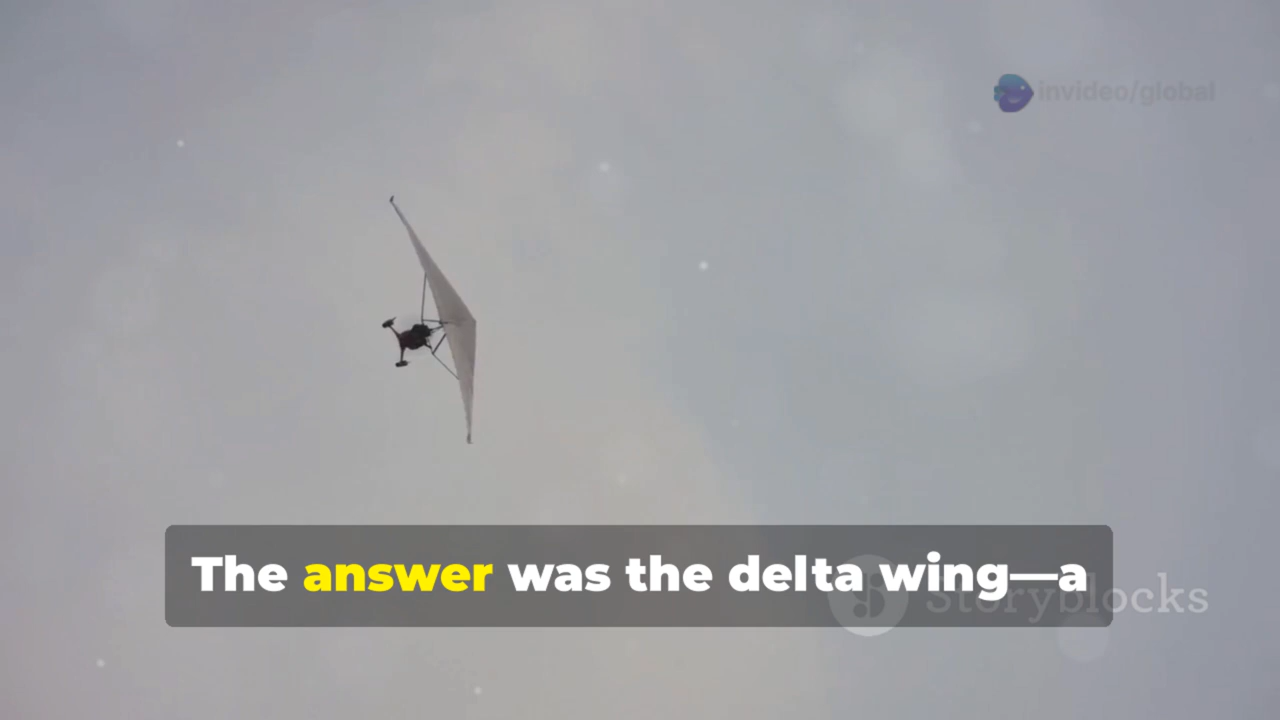 invideo/global
The answer was the delta wing—a
Storyblocks